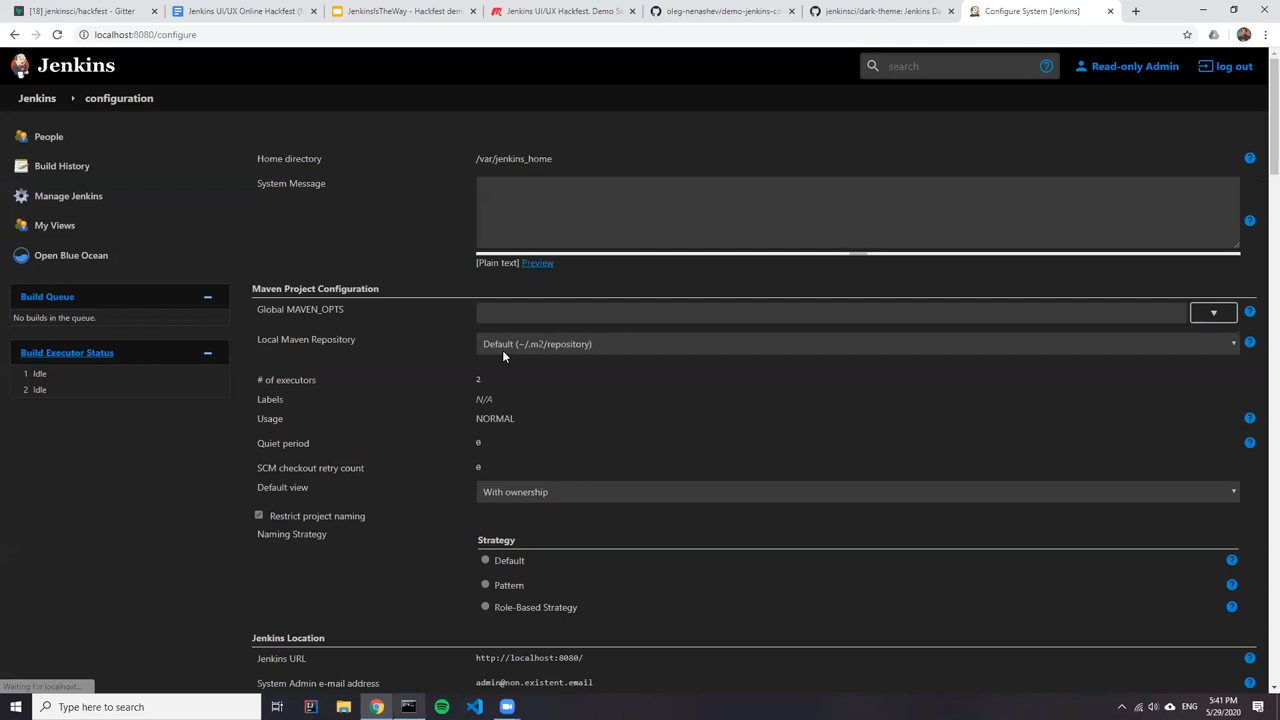 [18] jenkinsci/hackfest - Gitter
Jenkins UI/UX Online Hackfest (M
JenkinsIsTheWay - Hackfest demo
Jenkins UI/UX Hackfest. Demo Se
oleg-nenashev/demo-jenkins-c
jenkinsci/dark-theme: Jenkins Da
Configure System [Jenkins]
localhost:8080/configure
Jenkins
search
Read-only Admin
log out
Jenkins
configuration
People
Build History
Manage Jenkins
My Views
Open Blue Ocean
Build Queue
No builds in the queue.
Build Executor Status
1 Idle
2 Idle
Home directory
/var/jenkins_home
System Message
[Plain text] Preview
Maven Project Configuration
Global MAVEN_OPTS
Local Maven Repository
Default (~/.m2/repository)
# of executors
2
Labels
N/A
Usage
NORMAL
Quiet period
0
SCM checkout retry count
0
Default view
With ownership
Restrict project naming
Naming Strategy
Strategy
Default
Pattern
Role-Based Strategy
Jenkins Location
Jenkins URL
http://localhost:8080/
System Admin e-mail address
admin@non.existent.email
Waiting for localhost...
Type here to search
ENG
5:41 PM
5/29/2020